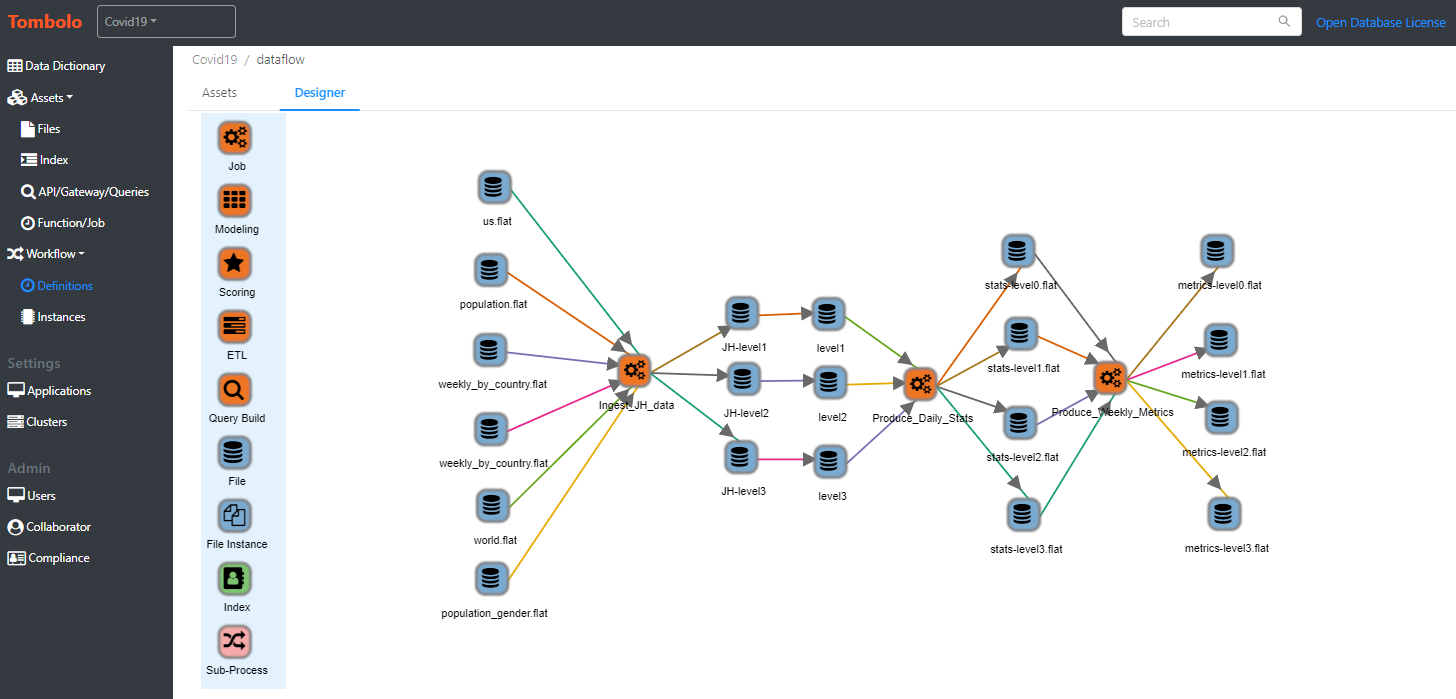 Tombolo
Covid19
Search
Open Database License
Data Dictionary
Assets
Files
Index
API/Gateway/Queries
Function/Job
Workflow
Definitions
Instances
Settings
Applications
Clusters
Admin
Users
Collaborator
Compliance
Covid19 / dataflow
Assets
Designer
Job
Modeling
Scoring
ETL
Query Build
File
File Instance
Index
Sub-Process
us.flat
population.flat
weekly_by_country.flat
weekly_by_country.flat
world.flat
population_gender.flat
Ingest_JH_data
JH-level1
JH-level2
JH-level3
level1
level2
level3
Produce_Daily_Stats
stats-level0.flat
stats-level1.flat
stats-level2.flat
stats-level3.flat
Produce_Weekly_Metrics
metrics-level0.flat
metrics-level1.flat
metrics-level2.flat
metrics-level3.flat